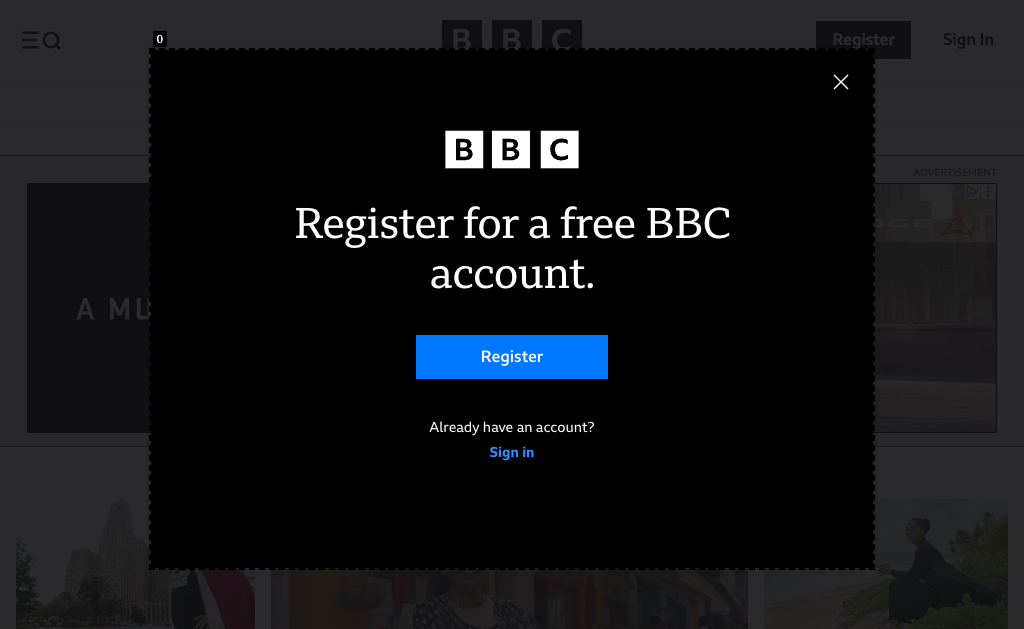 0
BBC
Register
Sign In
ADVERTISEMENT
A MU
DGE
BBC
Register for a free BBC
account.
Register
Already have an account?
Sign in